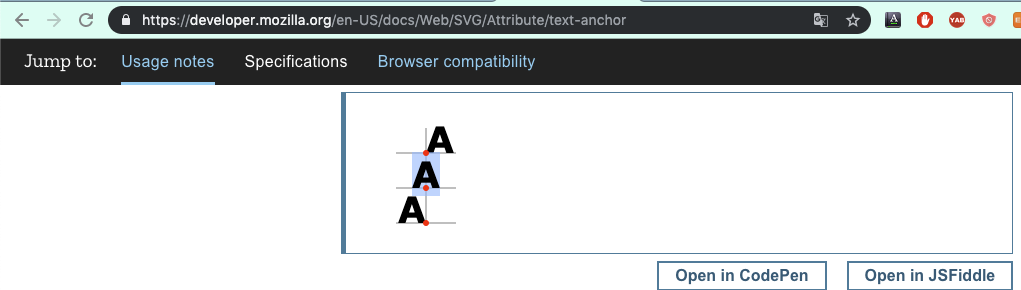 https://developer.mozilla.org/en-US/docs/Web/SVG/Attribute/text-anchor
A YAB
Jump to: Usage notes Specifications Browser compatibility
A
A
A
Open in CodePen Open in JSFiddle